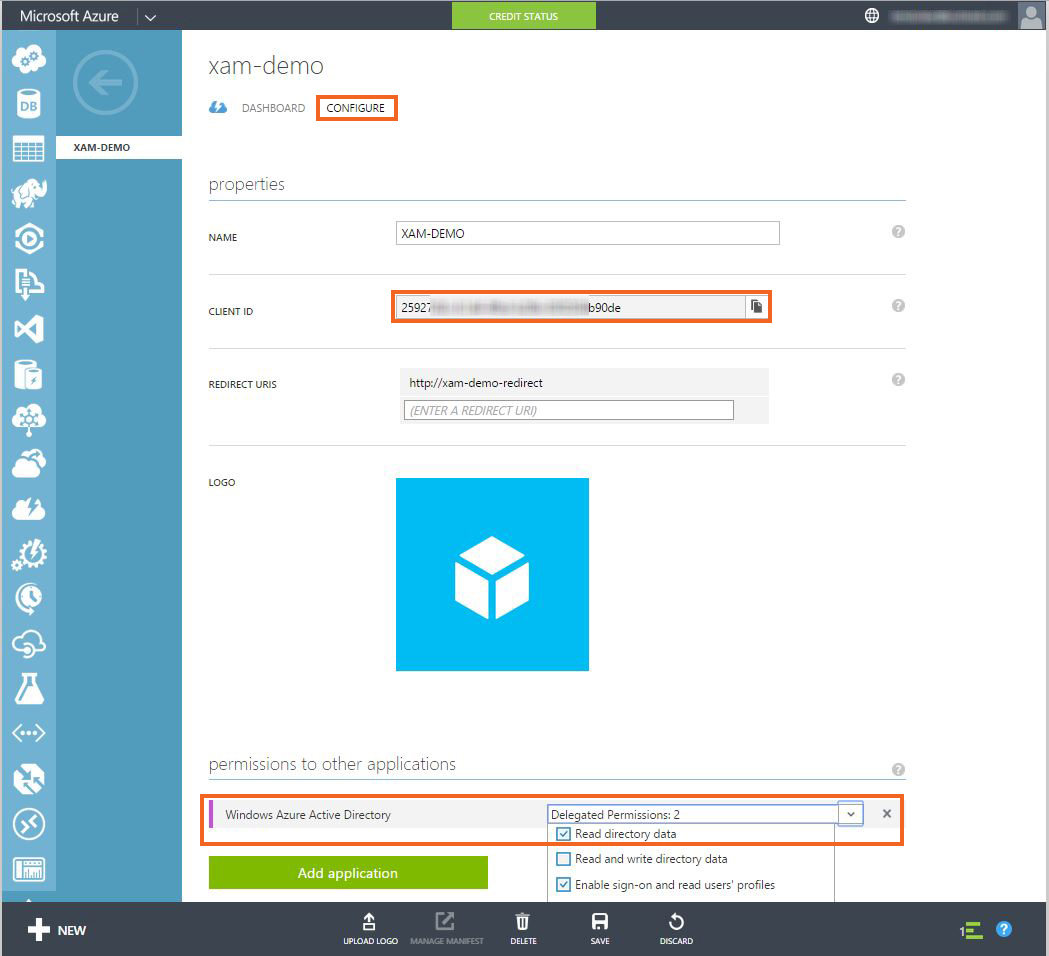 Microsoft Azure
CREDIT STATUS
xam-demo
DASHBOARD
CONFIGURE
DB
XAM-DEMO
properties
NAME
XAM-DEMO
CLIENT ID
25927
b90de
REDIRECT URIS
http://xam-demo-redirect
(ENTER A REDIRECT URI)
LOGO
permissions to other applications
Windows Azure Active Directory
Delegated Permissions: 2
Read directory data
Read and write directory data
Enable sign-on and read users' profiles
Add application
NEW
UPLOAD LOGO
MANAGE MANIFEST
DELETE
SAVE
DISCARD
1